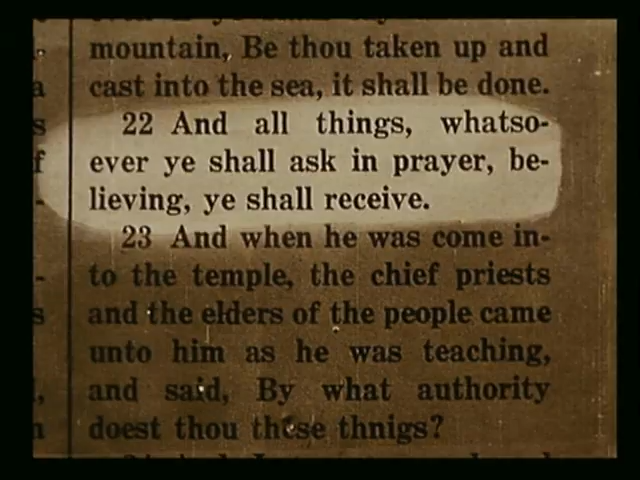 mountain, Be thou taken up and
cast into the sea, it shall be done.
22 And all things, whatso-
ever ye shall ask in prayer, be-
lieving, ye shall receive.
23 And when he was come in-
to the temple, the chief priests
and the elders of the people came
unto him as he was teaching,
and said, By what authority
doest thou these thnigs?